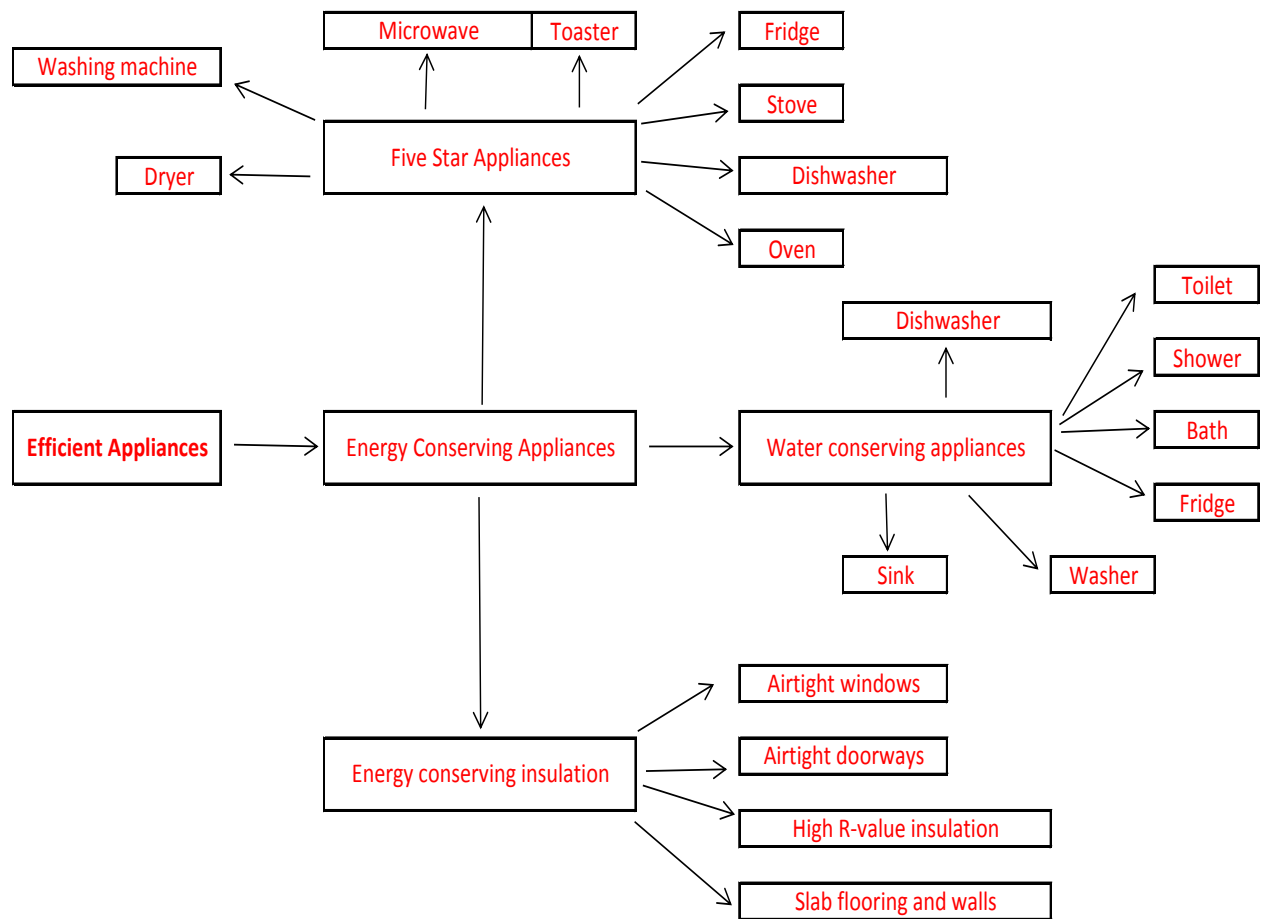 Microwave
Toaster
Fridge
Washing machine
Stove
Five Star Appliances
Dryer
Dishwasher
Oven
Toilet
Dishwasher
Shower
Efficient Appliances
Energy Conserving Appliances
Water conserving appliances
Bath
Fridge
Sink
Washer
Airtight windows
Energy conserving insulation
Airtight doorways
High R-value insulation
Slab flooring and walls